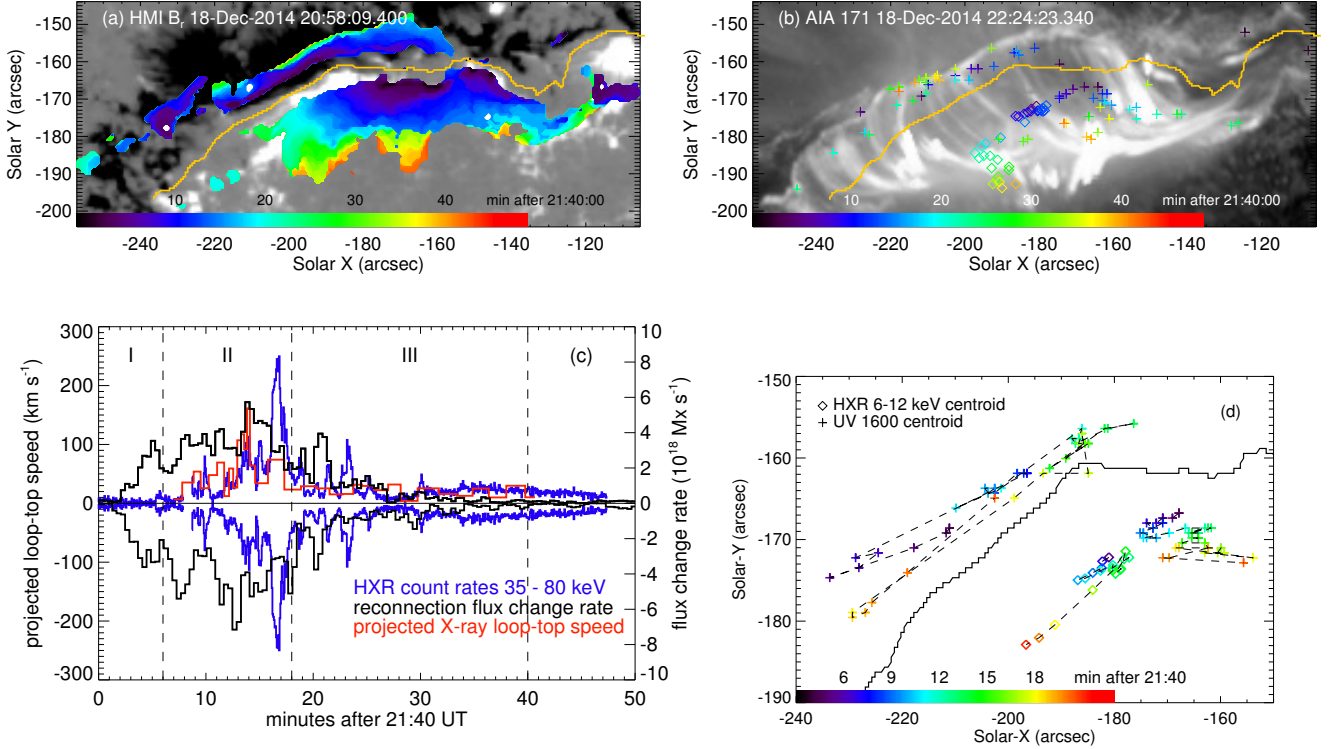 (a) HMI B, 18-Dec-2014 20:58:09.400
-160
-170
-180
-190
-200
Solar Y (arcsec)
10 20 30 40 min after 21:40:00
-240 -220 -200 -180 -160 -140 -120
Solar X (arcsec)
(b) AIA 171 18-Dec-2014 22:24:23.340
-160
-170
-180
-190
-200
Solar Y (arcsec)
10 20 30 40 min after 21:40:00
-240 -220 -200 -180 -160 -140 -120
Solar X (arcsec)
300
200
100
0
-100
-200
-300
projected loop-top speed (km s⁻¹)
I II III (c)
10
8
6
4
2
0
-2
-4
-6
-8
-10
flux change rate (10¹⁸ Mx s⁻¹)
HXR count rates 35 - 80 keV
reconnection flux change rate
projected X-ray loop-top speed
0 10 20 30 40 50
minutes after 21:40 UT
-150
-160
-170
-180
-190
Solar-Y (arcsec)
HXR 6-12 keV centroid
UV 1600 centroid
(d)
6 9 12 15 18 min after 21:40
-240 -220 -200 -180 -160
Solar-X (arcsec)